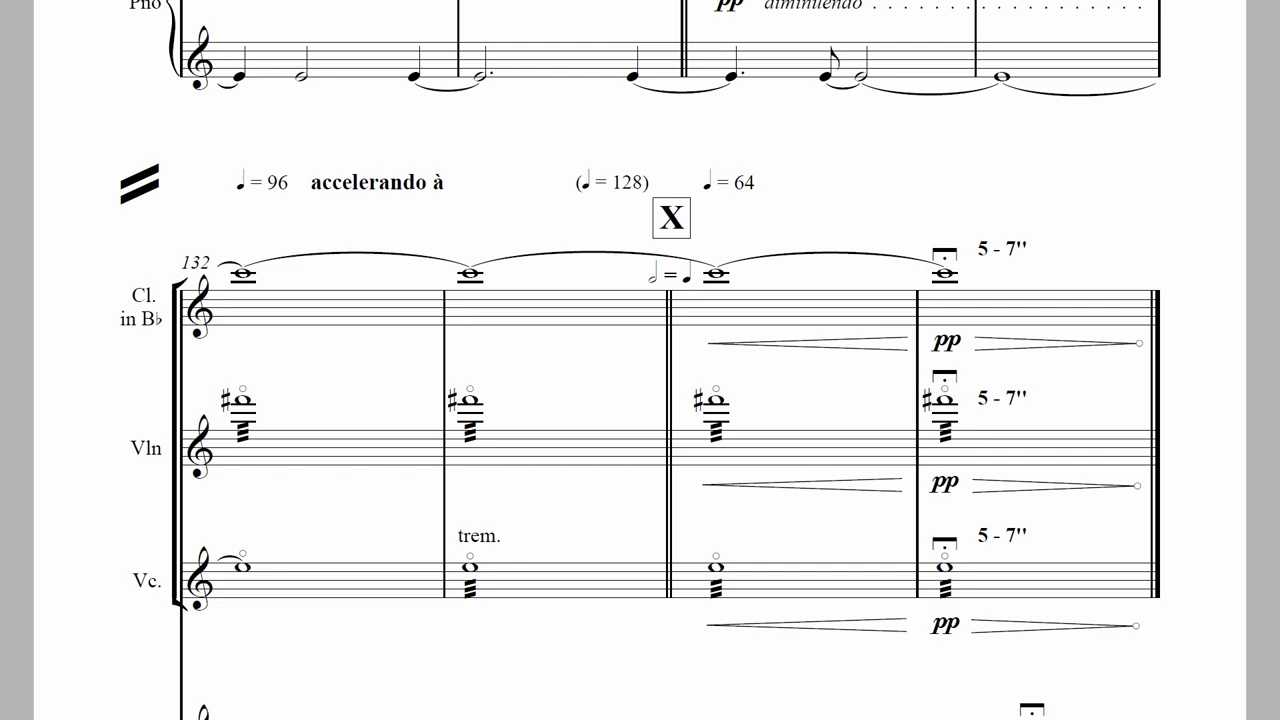 Pno pp diminuendo . . . . . . . . . . . . . . . . .
= 96 accelerando à (♩ = 128) ♩ = 64
X
132
♩ = ♩
5 - 7''
Cl.
in B♭
pp
5 - 7''
Vln
pp
trem.
5 - 7''
Vc.
pp